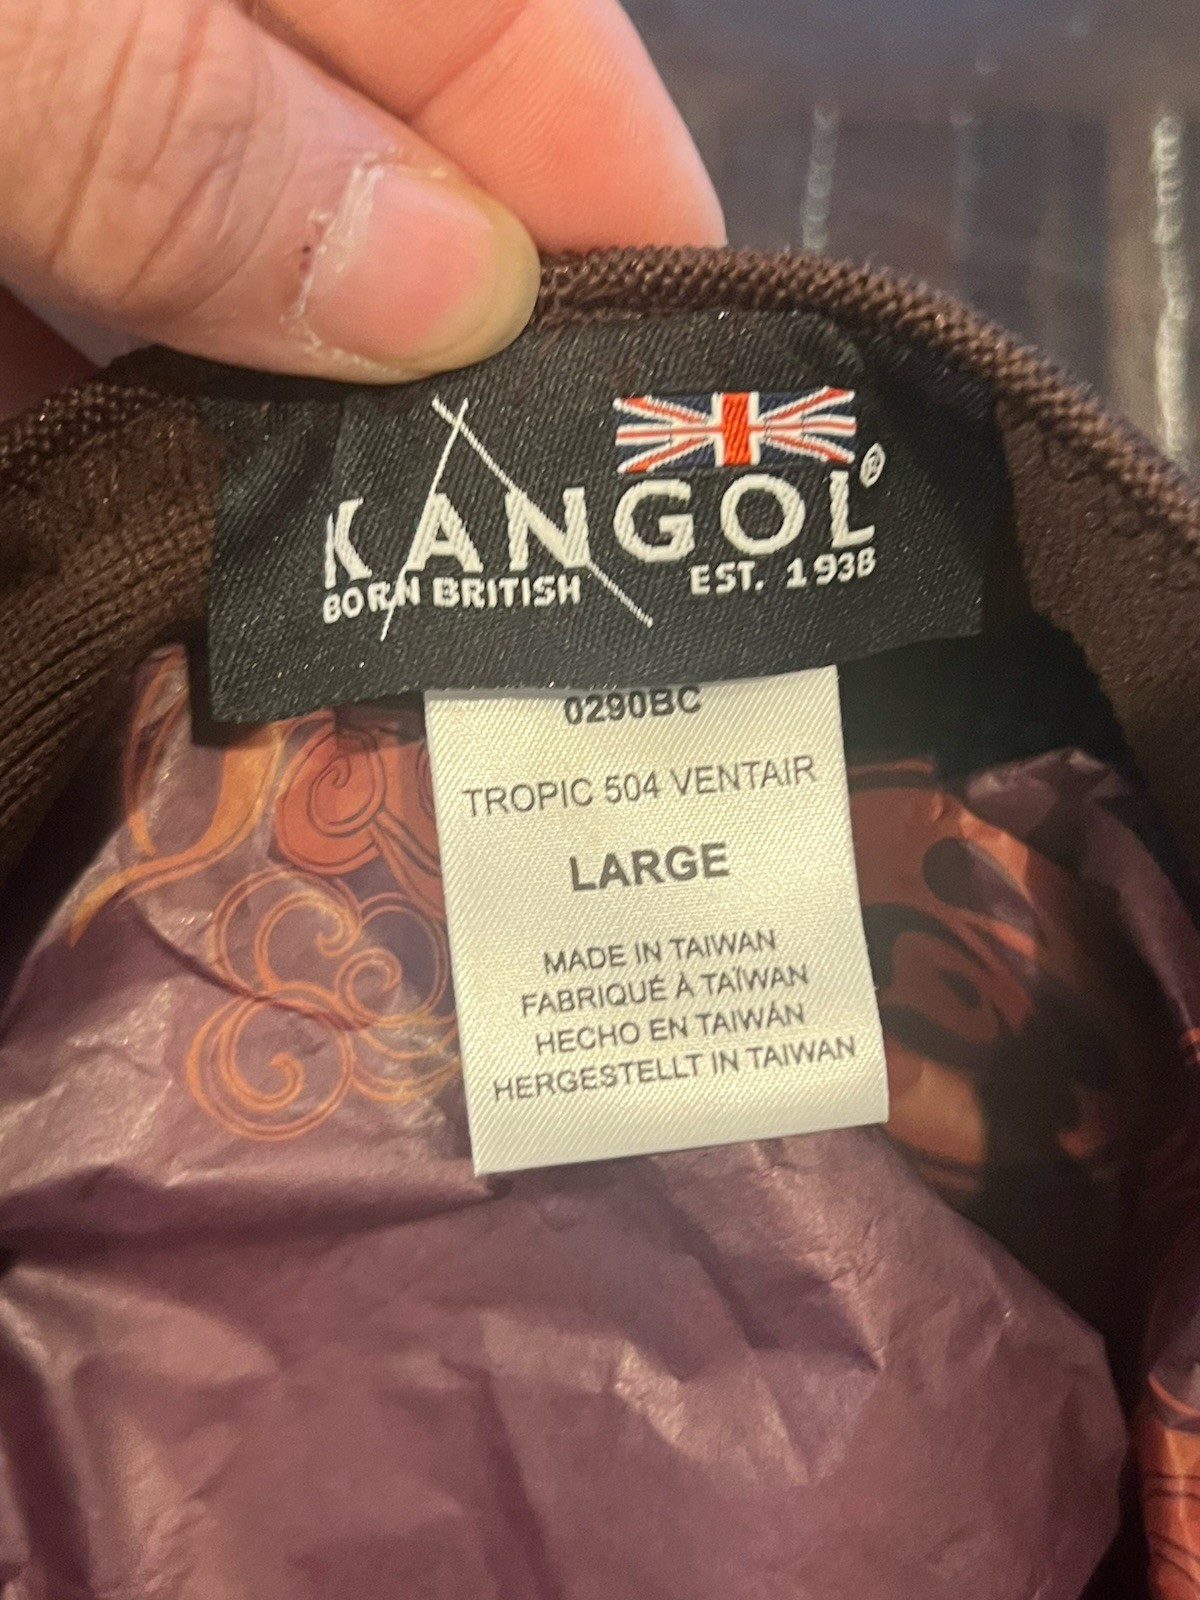 KANGOL®
BORN BRITISH EST. 1938
0290BC
TROPIC 504 VENTAIR
LARGE
MADE IN TAIWAN
FABRIQUÉ À TAÏWAN
HECHO EN TAIWÁN
HERGESTELLT IN TAIWAN